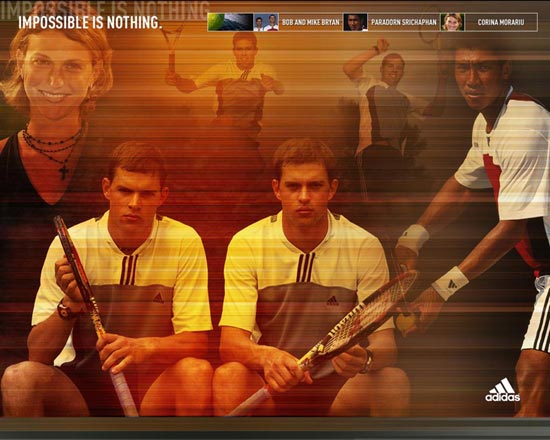 IMPOSSIBLE IS NOTHING.
IMPOSSIBLE IS NOTHING.
BOB AND MIKE BRYAN
PARADORN SRICHAPHAN
CORINA MORARIU
adidas